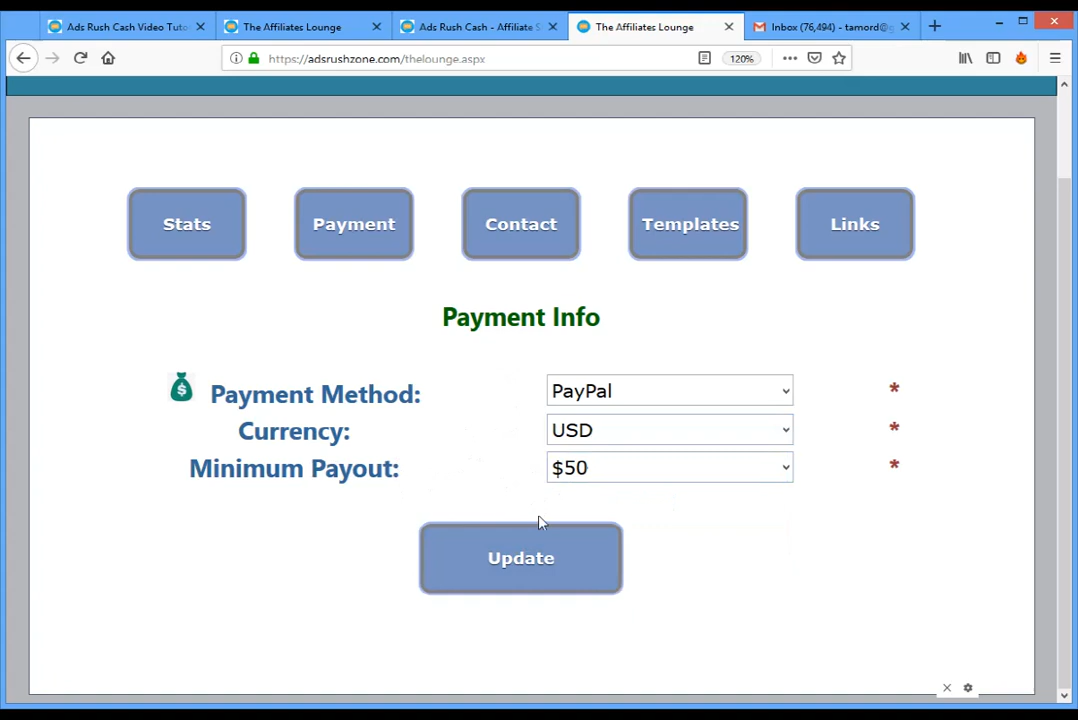 Ads Rush Cash Video Tuto
The Affiliates Lounge
Ads Rush Cash - Affiliate S
The Affiliates Lounge
Inbox (76,494) - tamord@g
https://adsrushzone.com/thelounge.aspx
120%
Stats
Payment
Contact
Templates
Links
Payment Info
Payment Method:
PayPal
*
Currency:
USD
*
Minimum Payout:
$50
*
Update